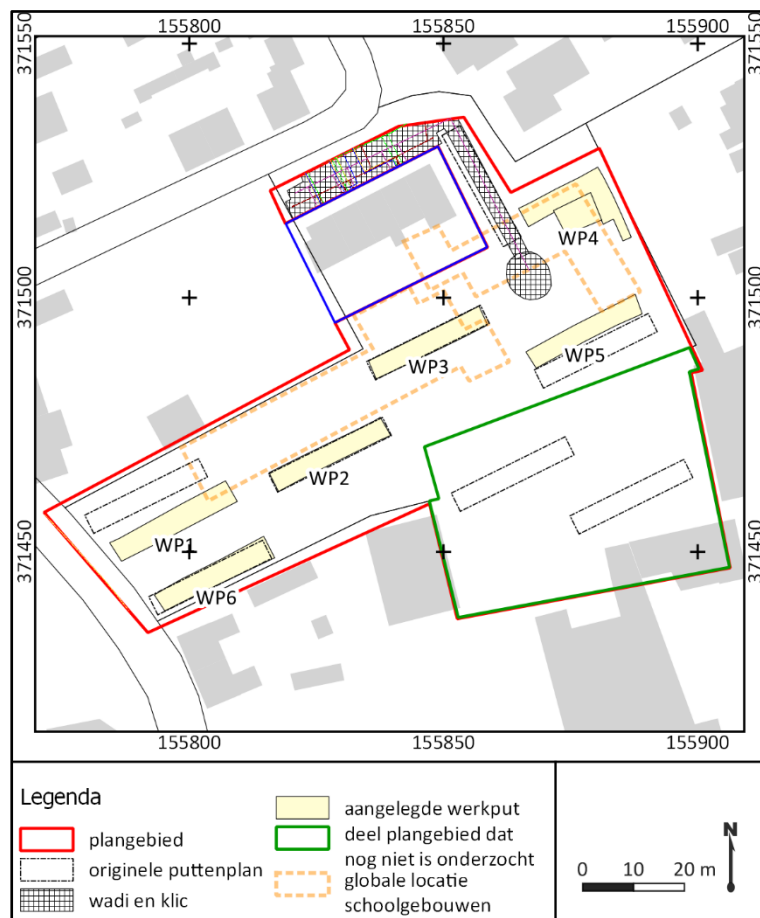 155800 155850 155900
371550 371550
WP4
371500 371500
WP5
WP3
WP2
WP1
371450 371450
WP6
155800 155850 155900
Legenda
plangebied
originele puttenplan
wadi en klic
aangelegde werkput
deel plangebied dat
nog niet is onderzocht
globale locatie
schoolgebouwen
N
0 10 20 m